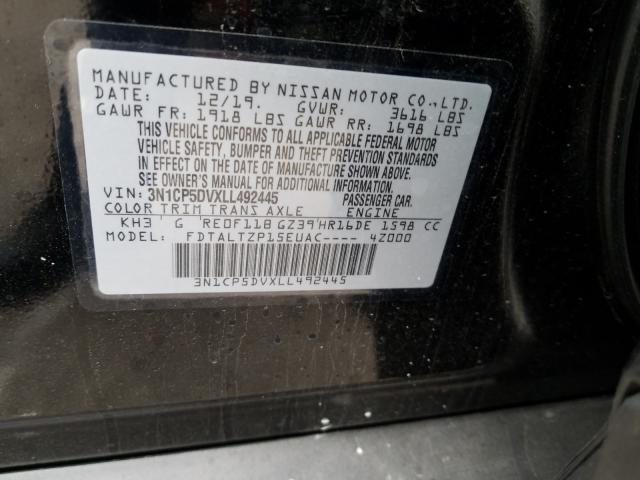 MANUFACTURED BY NISSAN MOTOR CO.,LTD.
DATE: 12/19. GVWR: 3616 LBS
GAWR FR: 1918 LBS GAWR RR: 1698 LBS
THIS VEHICLE CONFORMS TO ALL APPLICABLE FEDERAL MOTOR
VEHICLE SAFETY, BUMPER AND THEFT PREVENTION STANDARDS
IN EFFECT ON THE DATE OF MANUFACTURE SHOWN ABOVE.
SEE OWNER'S MANUAL FOR ADDITIONAL INFORMATION.
VIN: 3N1CP5DVXLL492445 PASSENGER CAR.
COLOR TRIM TRANS AXLE ENGINE
KH3 G RE0F11B GZ39 HR16DE 1598 CC
MODEL: FDTALTZP15EUAC---- 4Z000
3N1CP5DVXLL492445